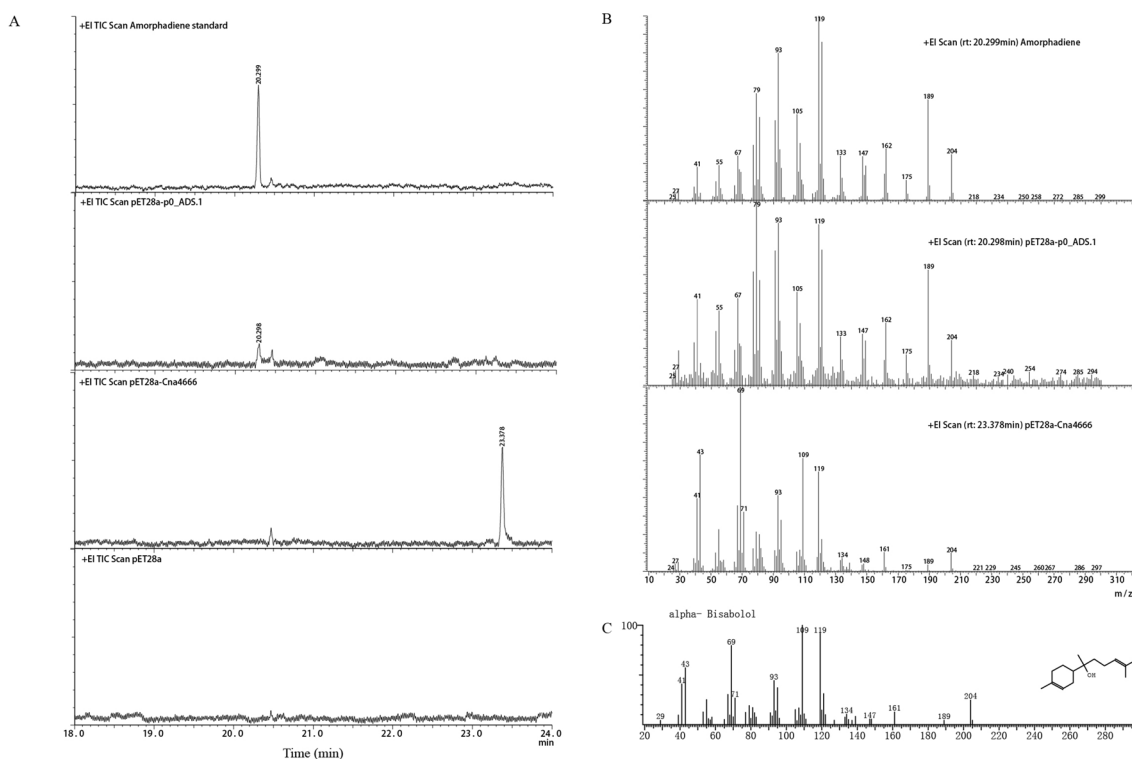 A
+EI TIC Scan Amorphadiene standard
20.299
+EI TIC Scan pET28a-p0_ADS.1
20.298
+EI TIC Scan pET28a-Cna4666
23.378
+EI TIC Scan pET28a
18.0 19.0 20.0 21.0 22.0 23.0 24.0
min
Time (min)
B
+EI Scan (rt: 20.299min) Amorphadiene
25 27 41 55 67 79 93 105 119 133 147 162 175 189 204 218 234 250 258 272 285 299
+EI Scan (rt: 20.298min) pET28a-p0_ADS.1
25 27 41 55 67 79 93 105 119 133 147 162 175 189 204 218 234 240 254 274 285 294
+EI Scan (rt: 23.378min) pET28a-Cna4666
24 27 41 43 69 71 93 109 119 134 148 161 175 189 204 221 229 245 260 267 286 297
10 30 50 70 90 110 130 150 170 190 210 230 250 270 290 310
m/z
C
alpha- Bisabolol
100
29 41 43 69 71 93 109 119 134 147 161 189 204
OH
20 40 60 80 100 120 140 160 180 200 220 240 260 280